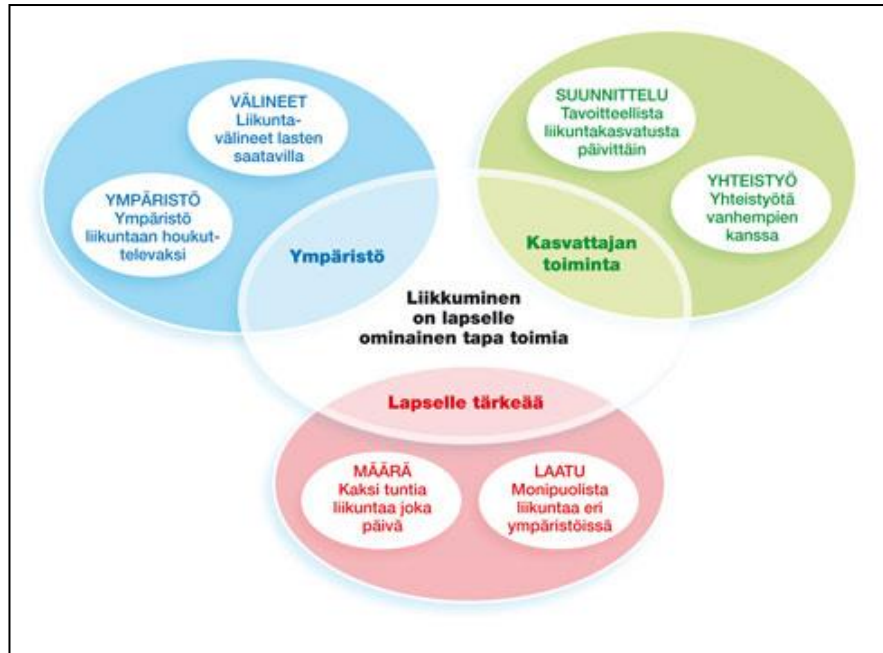 VÄLINEET
Liikunta-
välineet lasten
saatavilla
YMPÄRISTÖ
Ympäristö
liikuntaan houkut-
televaksi
Ympäristö
SUUNNITTELU
Tavoitteellista
liikuntakasvatusta
päivittäin
YHTEISTYÖ
Yhteistyötä
vanhempien
kanssa
Kasvattajan
toiminta
Liikkuminen
on lapselle
ominainen tapa toimia
Lapselle tärkeää
MÄÄRÄ
Kaksi tuntia
liikuntaa joka
päivä
LAATU
Monipuolista
liikuntaa eri
ympäristöissä